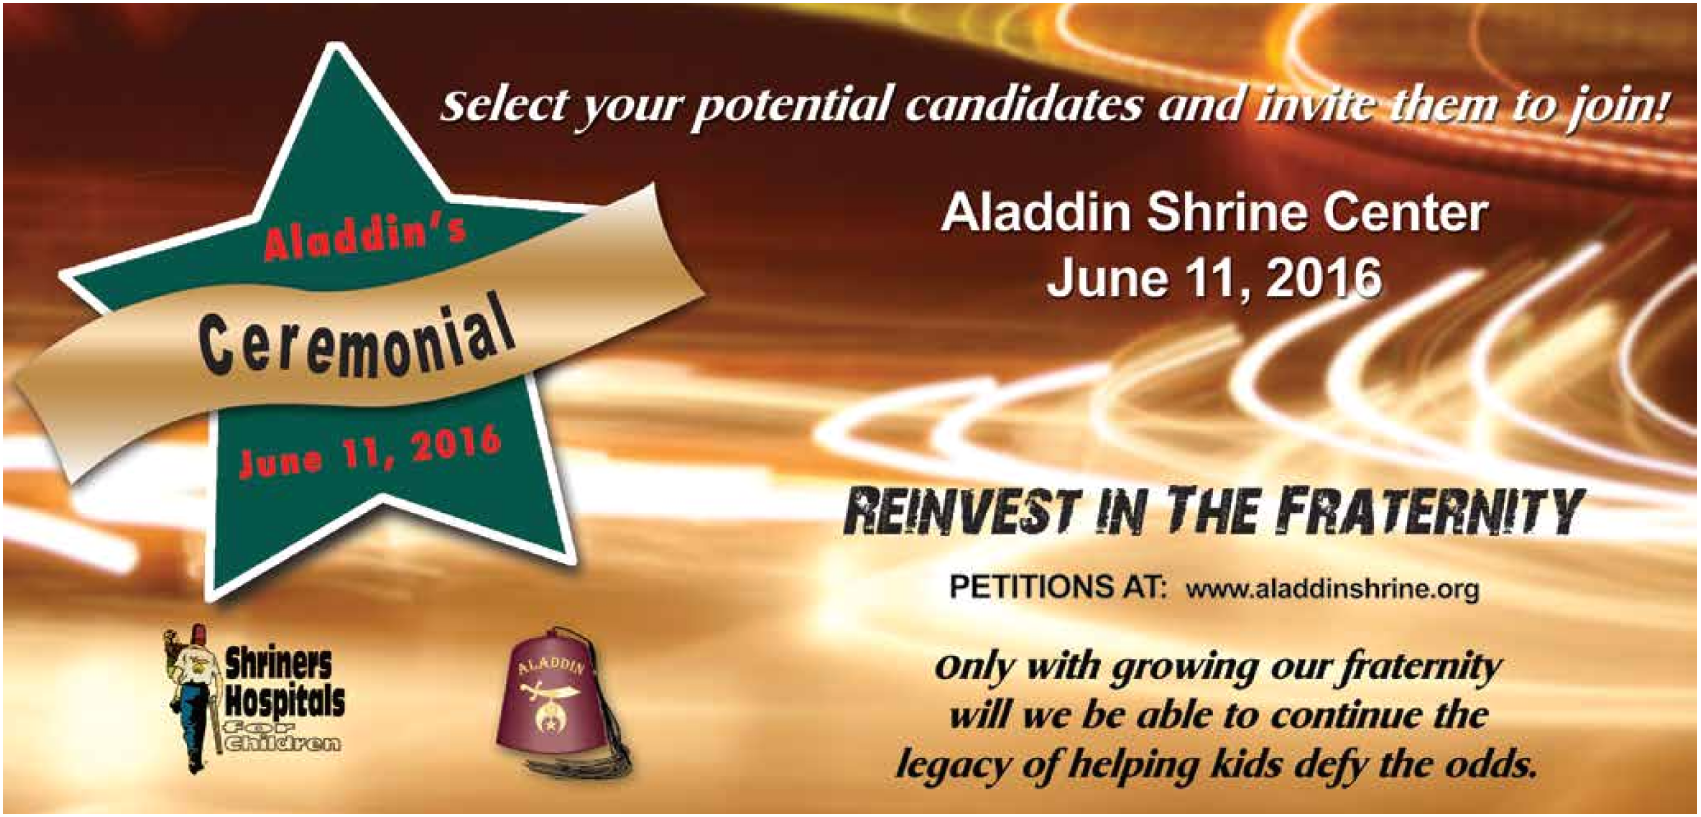 Select your potential candidates and invite them to join!
Aladdin's
Ceremonial
June 11, 2016
Aladdin Shrine Center
June 11, 2016
REINVEST IN THE FRATERNITY
PETITIONS AT: www.aladdinshrine.org
Only with growing our fraternity
will we be able to continue the
legacy of helping kids defy the odds.
Shriners
Hospitals
for
Children
ALADDIN